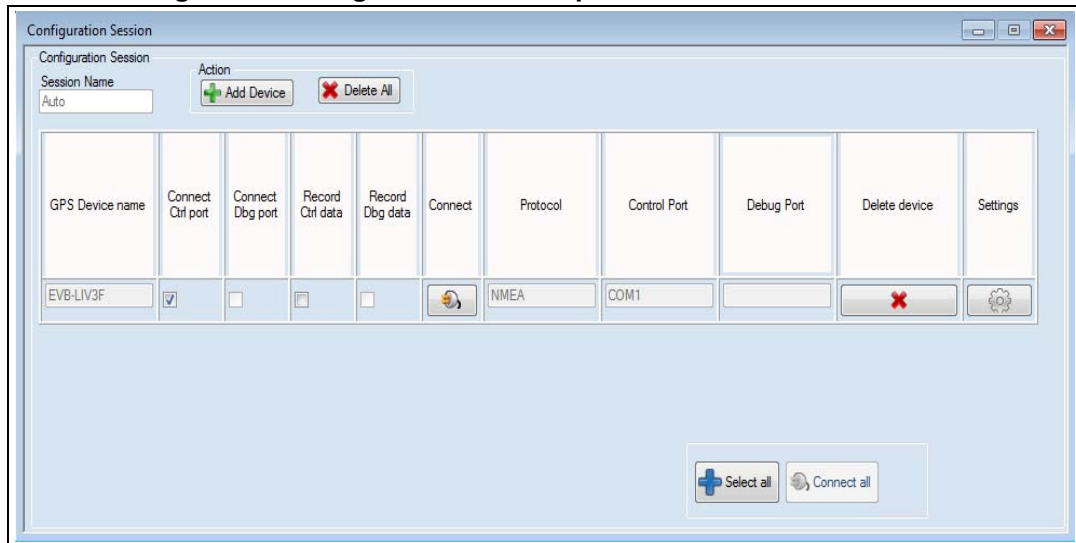 Configuration Session
Configuration Session
Session Name
Auto
Action
Add Device
Delete All
GPS Device name
Connect
Ctrl port
Connect
Dbg port
Record
Ctrl data
Record
Dbg data
Connect
Protocol
Control Port
Debug Port
Delete device
Settings
EVB-LIV3F
NMEA
COM1
Select all
Connect all